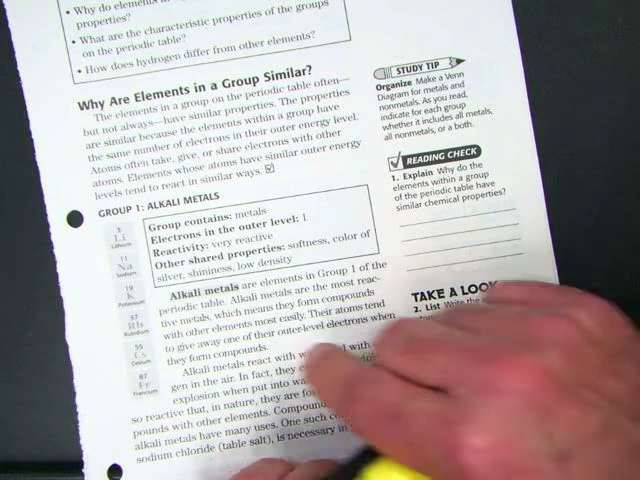 • Why do elements in a
properties?
• What are the characteristic properties of the groups
on the periodic table?
• How does hydrogen differ from other elements?
Why Are Elements in a Group Similar?
The elements in a group on the periodic table often—
but not always—have similar properties. The properties
are similar because the elements within a group have
the same number of electrons in their outer energy level.
Atoms often take, give, or share electrons with other
atoms. Elements whose atoms have similar outer energy
levels tend to react in similar ways. ☑
GROUP 1: ALKALI METALS
3
Li
Lithium
11
Na
Sodium
19
K
Potassium
37
Rb
Rubidium
55
Cs
Cesium
87
Fr
Francium
Group contains: metals
Electrons in the outer level: 1
Reactivity: very reactive
Other shared properties: softness, color of
silver, shininess, low density
Alkali metals are elements in Group 1 of the
periodic table. Alkali metals are the most reac-
tive metals, which means they form compounds
with other elements most easily. Their atoms tend
to give away one of their outer-level electrons when
they form compounds.
Alkali metals react with
gen in the air. In fact, they
explosion when put into
so reactive that, in nature, they are
pounds with other elements.
alkali metals have many uses. One such
sodium chloride (table salt), is necessary in
STUDY TIP
Organize Make a Venn
Diagram for metals and
nonmetals. As you read,
indicate for each group
whether it includes all metals,
all nonmetals, or a both.
READING CHECK
1. Explain Why do the
elements within a group
of the periodic table have
similar chemical properties?
TAKE A LOOK
2. List Write the